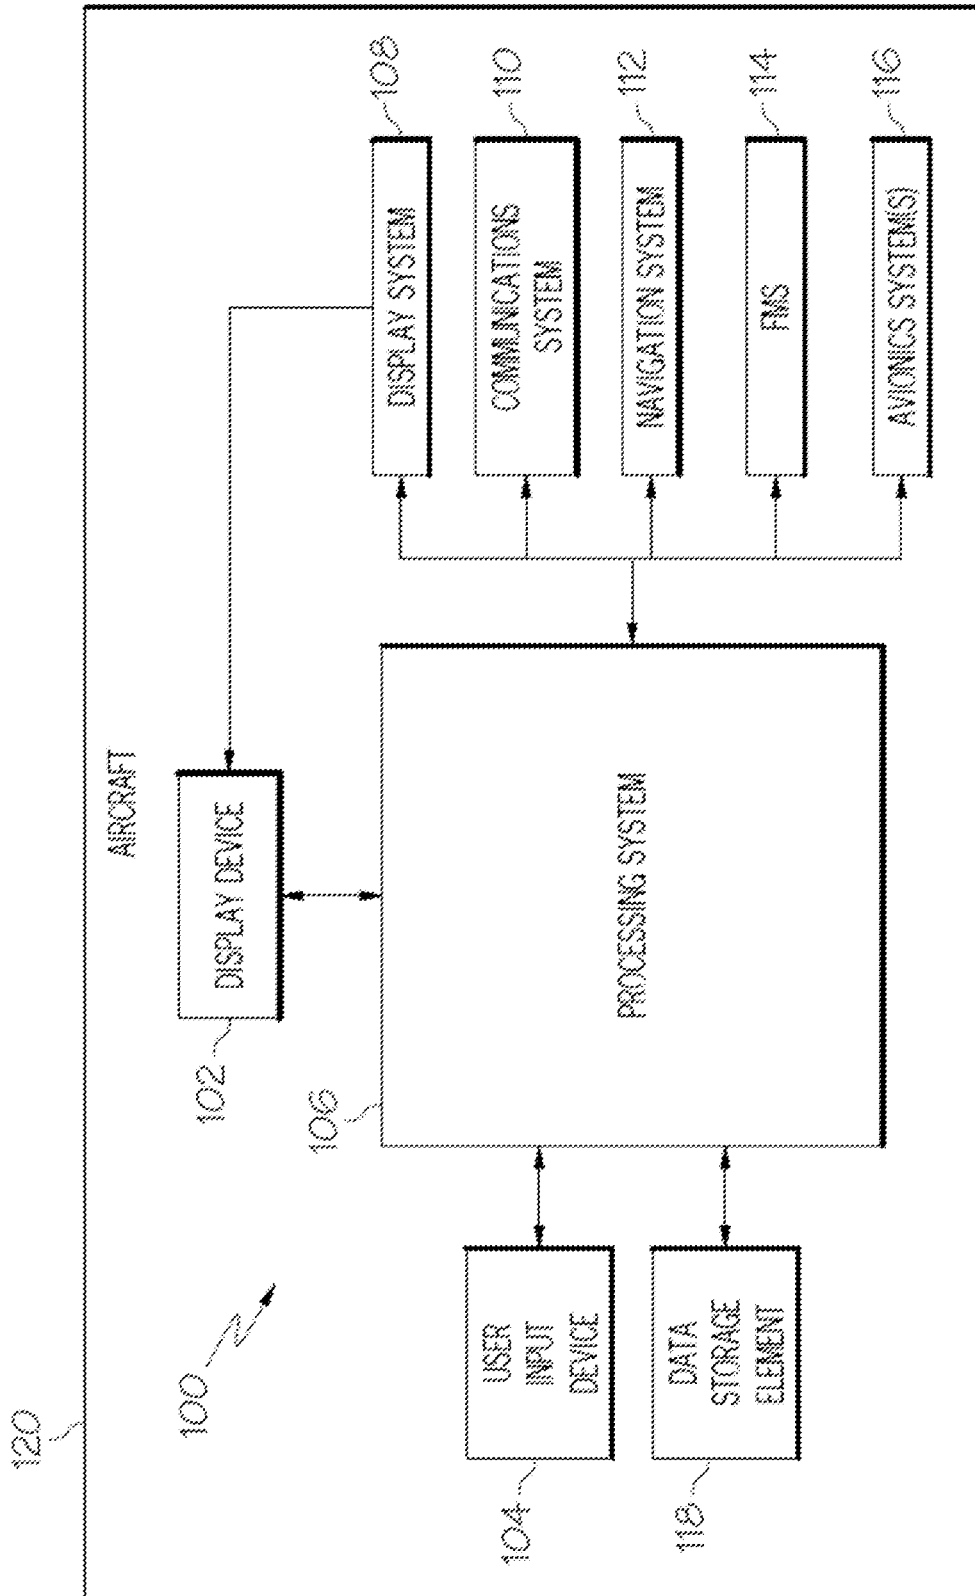 120
100
AIRCRAFT
102
DISPLAY DEVICE
108
DISPLAY SYSTEM
106
PROCESSING SYSTEM
110
COMMUNICATIONS
SYSTEM
104
USER
INPUT
DEVICE
112
NAVIGATION SYSTEM
118
DATA
STORAGE
ELEMENT
114
FMS
116
AVIONICS SYSTEM(S)